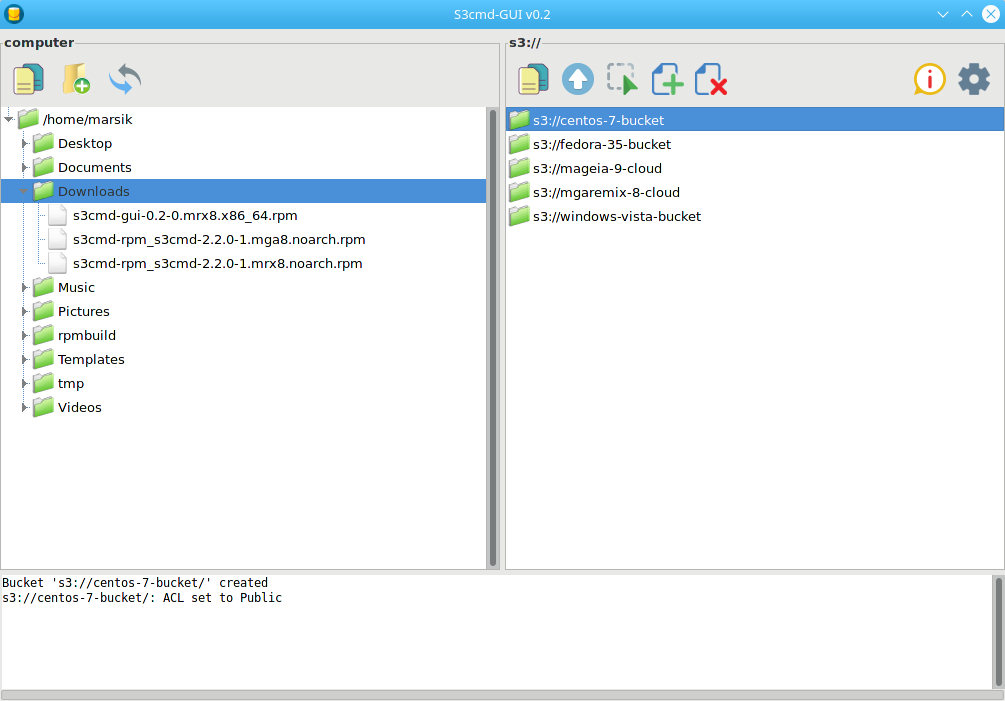 S3cmd-GUI v0.2
computer
/home/marsik
Desktop
Documents
Downloads
s3cmd-gui-0.2-0.mrx8.x86_64.rpm
s3cmd-rpm_s3cmd-2.2.0-1.mga8.noarch.rpm
s3cmd-rpm_s3cmd-2.2.0-1.mrx8.noarch.rpm
Music
Pictures
rpmbuild
Templates
tmp
Videos
s3://
s3://centos-7-bucket
s3://fedora-35-bucket
s3://mageia-9-cloud
s3://mgaremix-8-cloud
s3://windows-vista-bucket
Bucket 's3://centos-7-bucket/' created
s3://centos-7-bucket/: ACL set to Public